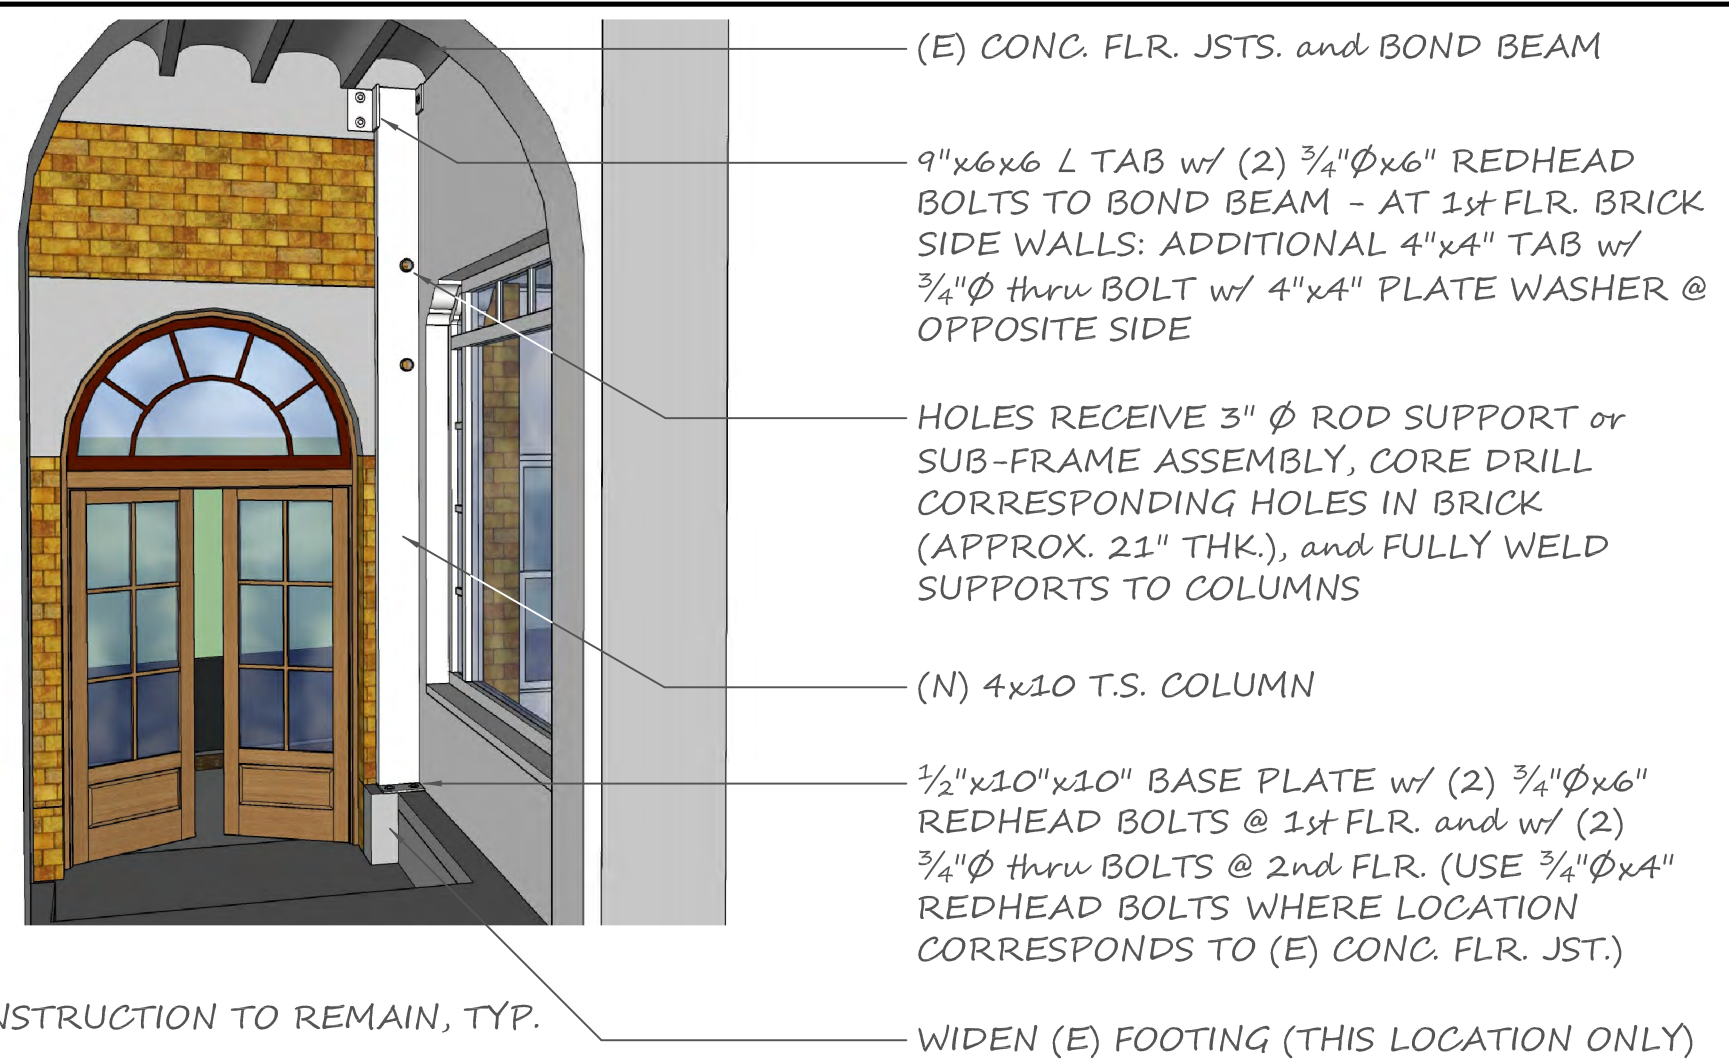 (E) CONC. FLR. JSTS. and BOND BEAM
9"x6x6 L TAB w/ (2) 3/4"Øx6" REDHEAD
BOLTS TO BOND BEAM - AT 1st FLR. BRICK
SIDE WALLS: ADDITIONAL 4"x4" TAB w/
3/4"Ø thru BOLT w/ 4"x4" PLATE WASHER @
OPPOSITE SIDE
HOLES RECEIVE 3" Ø ROD SUPPORT or
SUB-FRAME ASSEMBLY, CORE DRILL
CORRESPONDING HOLES IN BRICK
(APPROX. 21" THK.), and FULLY WELD
SUPPORTS TO COLUMNS
(N) 4x10 T.S. COLUMN
1/2"x10"x10" BASE PLATE w/ (2) 3/4"Øx6"
REDHEAD BOLTS @ 1st FLR. and w/ (2)
3/4"Ø thru BOLTS @ 2nd FLR. (USE 3/4"Øx4"
REDHEAD BOLTS WHERE LOCATION
CORRESPONDS TO (E) CONC. FLR. JST.)
NSTRUCTION TO REMAIN, TYP.
WIDEN (E) FOOTING (THIS LOCATION ONLY)